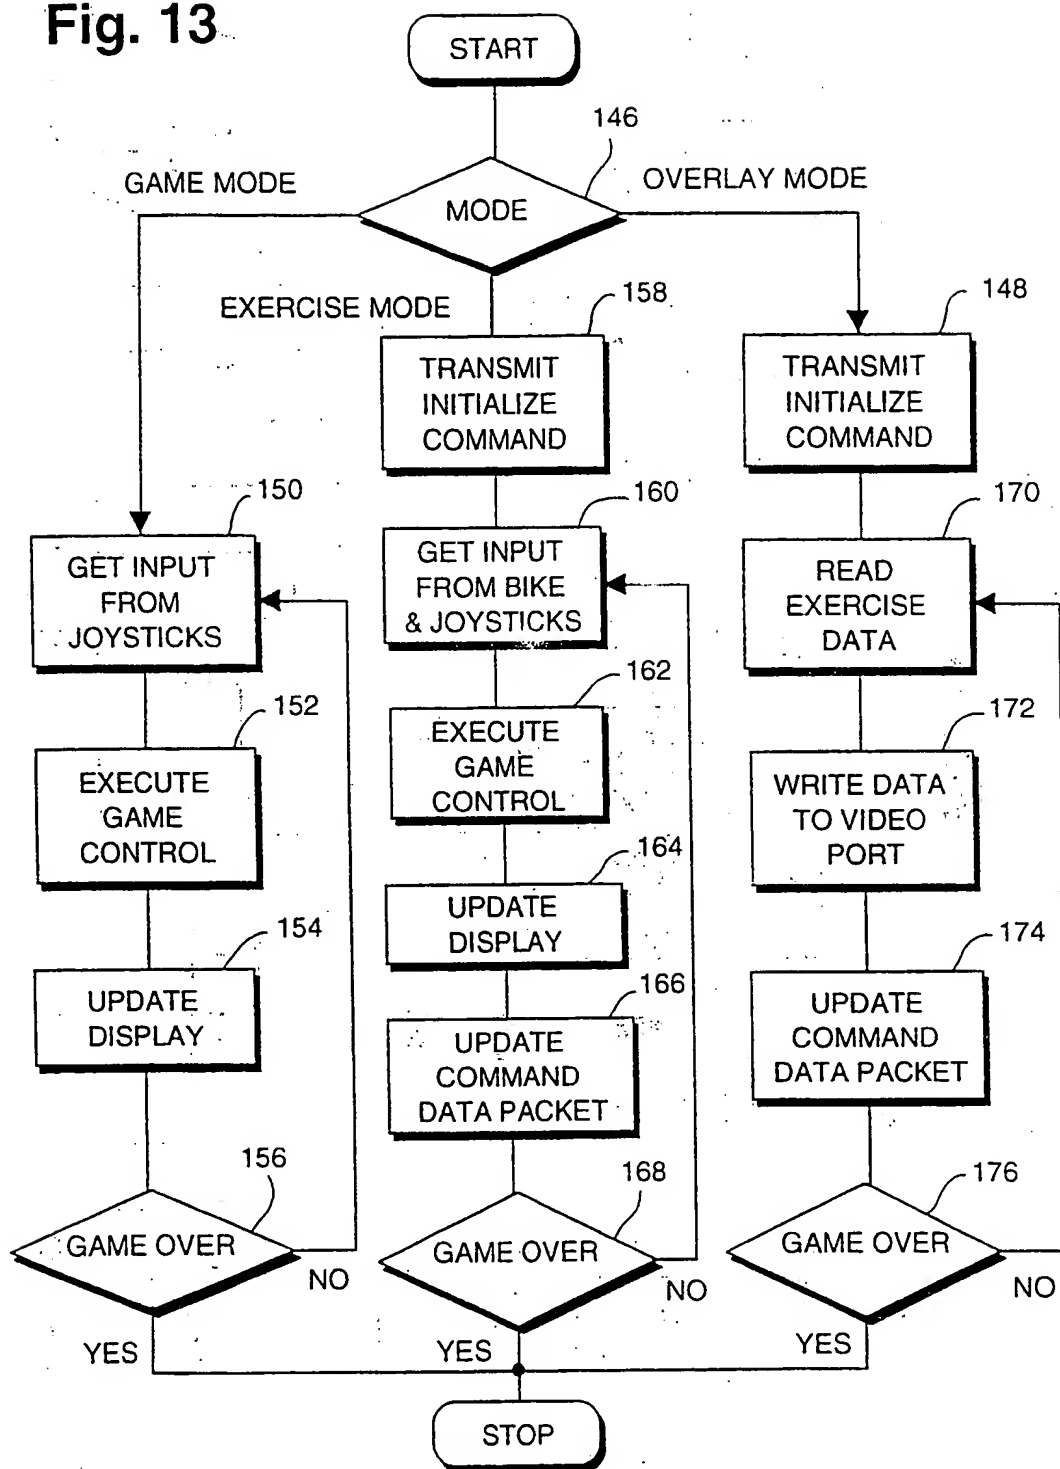 Fig. 13
START
146
GAME MODE
OVERLAY MODE
MODE
EXERCISE MODE
158
148
TRANSMIT
INITIALIZE
COMMAND
TRANSMIT
INITIALIZE
COMMAND
150
160
170
GET INPUT
FROM
JOYSTICKS
GET INPUT
FROM BIKE
& JOYSTICKS
READ
EXERCISE
DATA
152
162
172
EXECUTE
GAME
CONTROL
EXECUTE
GAME
CONTROL
WRITE DATA
TO VIDEO
PORT
154
164
174
UPDATE
DISPLAY
UPDATE
DISPLAY
166
UPDATE
COMMAND
DATA PACKET
UPDATE
COMMAND
DATA PACKET
156
168
176
GAME OVER
GAME OVER
GAME OVER
NO
NO
NO
YES
YES
YES
STOP